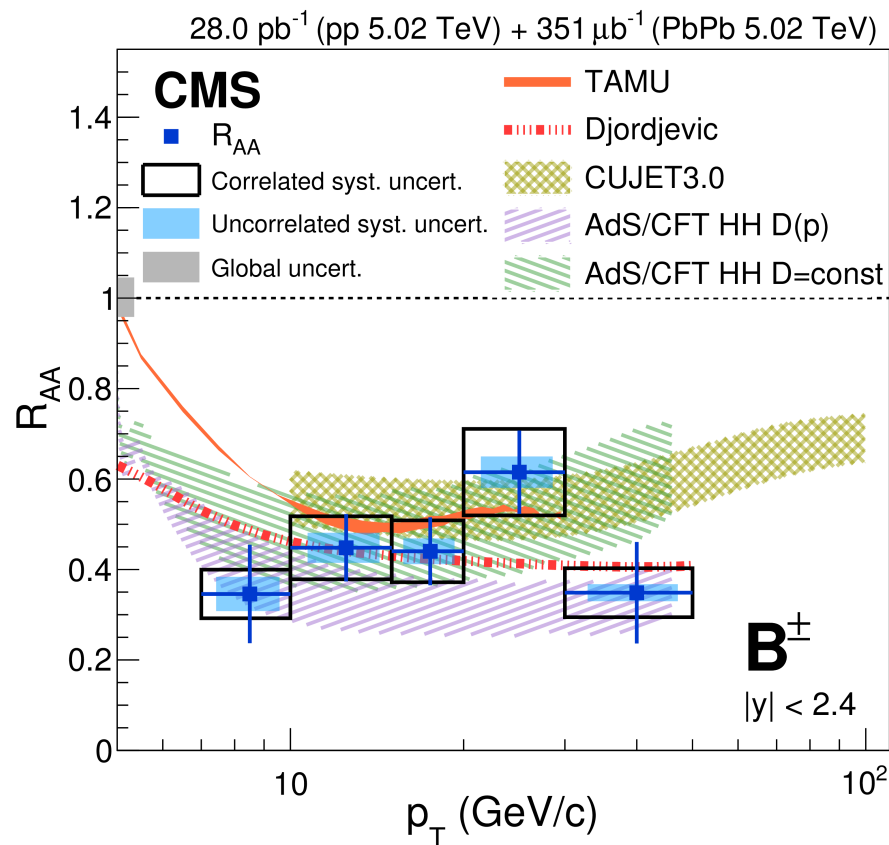 28.0 pb⁻¹ (pp 5.02 TeV) + 351 μb⁻¹ (PbPb 5.02 TeV)
CMS
R_AA
Correlated syst. uncert.
Uncorrelated syst. uncert.
Global uncert.
TAMU
Djordjevic
CUJET3.0
AdS/CFT HH D(p)
AdS/CFT HH D=const
R_AA
1.4
1.2
1
0.8
0.6
0.4
0.2
0
B±
|y| < 2.4
10
10²
p_T (GeV/c)